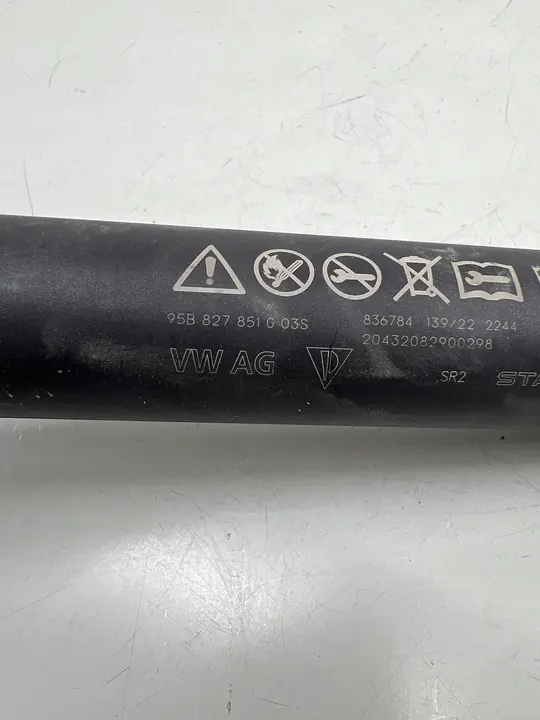 95B 827 851 G 03S
836784 139/22 2244
20432082900298
VW AG
SR2
STA